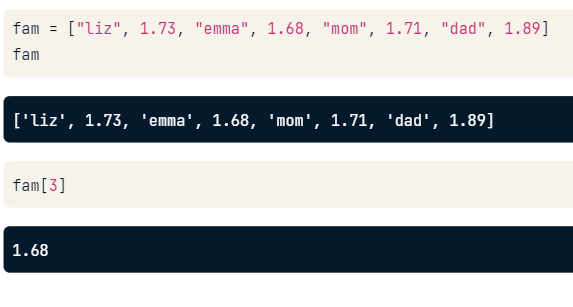 fam = ["liz", 1.73, "emma", 1.68, "mom", 1.71, "dad", 1.89]
fam
['liz', 1.73, 'emma', 1.68, 'mom', 1.71, 'dad', 1.89]
fam[3]
1.68